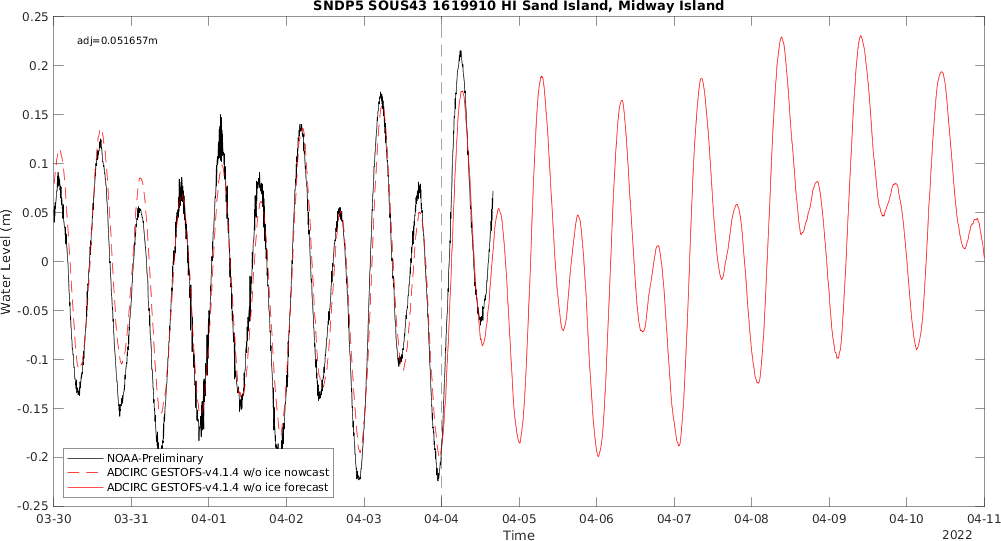 SNDP5 SOUS43 1619910 HI Sand Island, Midway Island
adj=0.051657m
0.25
0.2
0.15
0.1
0.05
0
-0.05
-0.1
-0.15
-0.2
-0.25
Water Level (m)
NOAA-Preliminary
ADCIRC GESTOFS-v4.1.4 w/o ice nowcast
ADCIRC GESTOFS-v4.1.4 w/o ice forecast
03-30 03-31 04-01 04-02 04-03 04-04 04-05 04-06 04-07 04-08 04-09 04-10 04-11
Time
2022